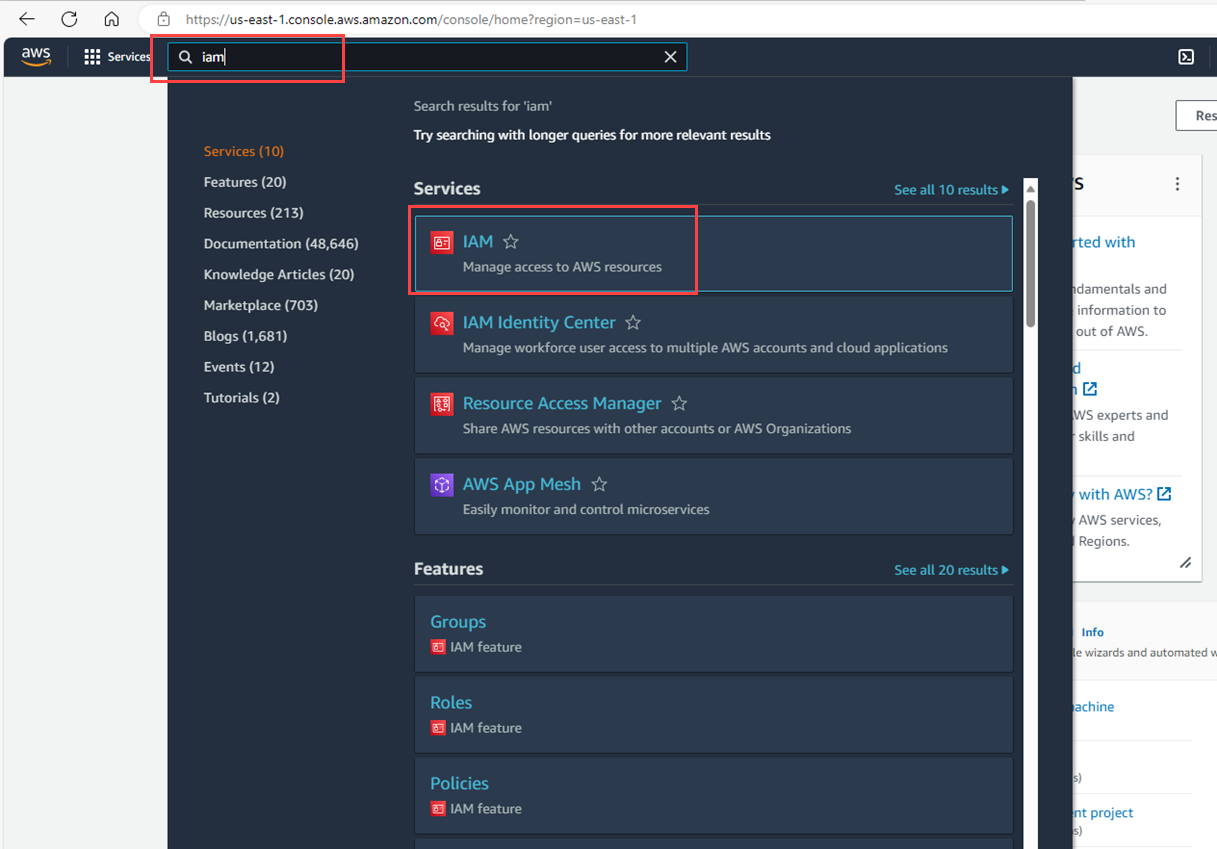 https://us-east-1.console.aws.amazon.com/console/home?region=us-east-1
aws
Services
iam
Search results for 'iam'
Try searching with longer queries for more relevant results
Services (10)
Features (20)
Resources (213)
Documentation (48,646)
Knowledge Articles (20)
Marketplace (703)
Blogs (1,681)
Events (12)
Tutorials (2)
Services
See all 10 results
IAM
Manage access to AWS resources
IAM Identity Center
Manage workforce user access to multiple AWS accounts and cloud applications
Resource Access Manager
Share AWS resources with other accounts or AWS Organizations
AWS App Mesh
Easily monitor and control microservices
Features
See all 20 results
Groups
IAM feature
Roles
IAM feature
Policies
IAM feature
Res
with
and
information to
out of AWS.
experts and
skills and
with AWS?
AWS services,
Regions.
Info
wizards and automated w
project